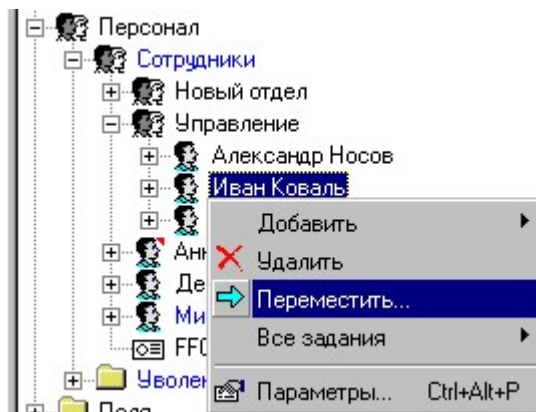 Персонал
Сотрудники
Новый отдел
Управление
Александр Носов
Иван Коваль
Добавить
Удалить
Переместить...
Все задания
Параметры... Ctrl+Alt+P